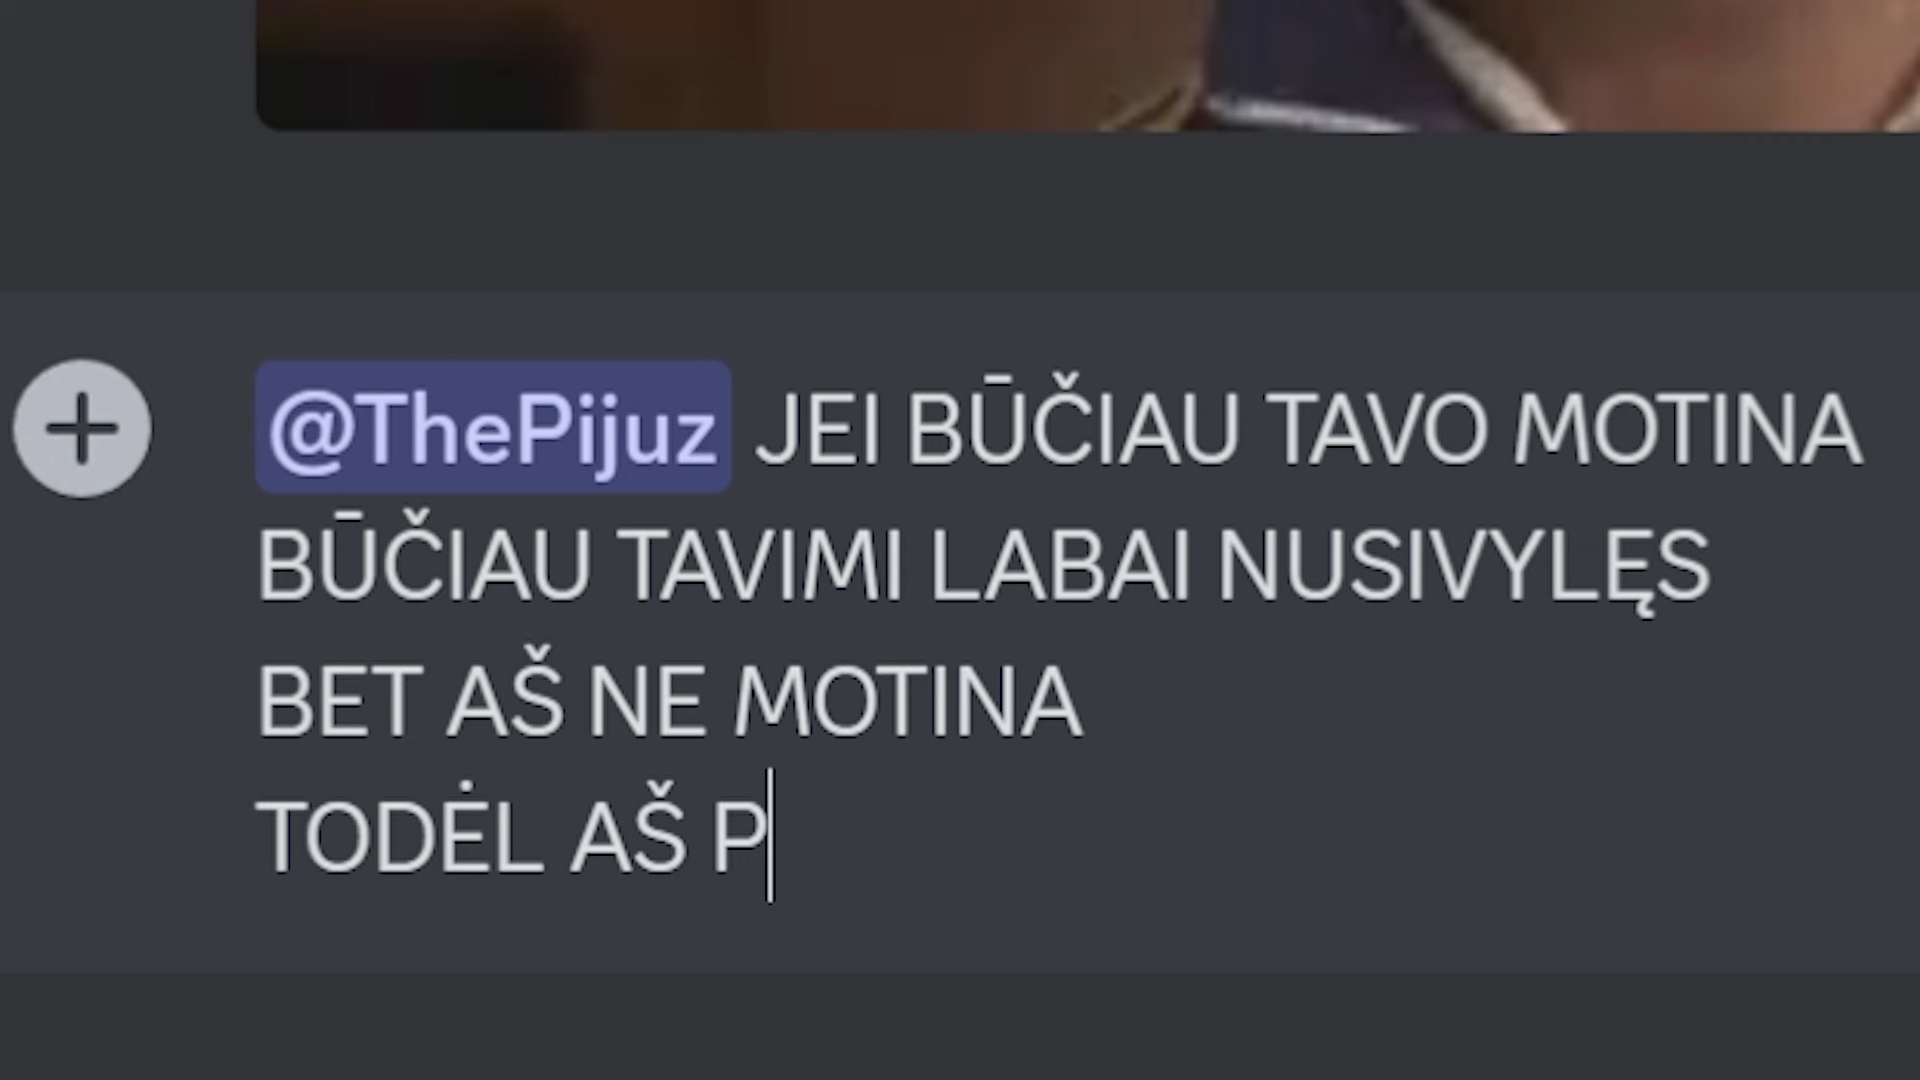 @ThePijuz JEI BŪČIAU TAVO MOTINA
BŪČIAU TAVIMI LABAI NUSIVYLĘS
BET AŠ NE MOTINA
TODĖL AŠ P